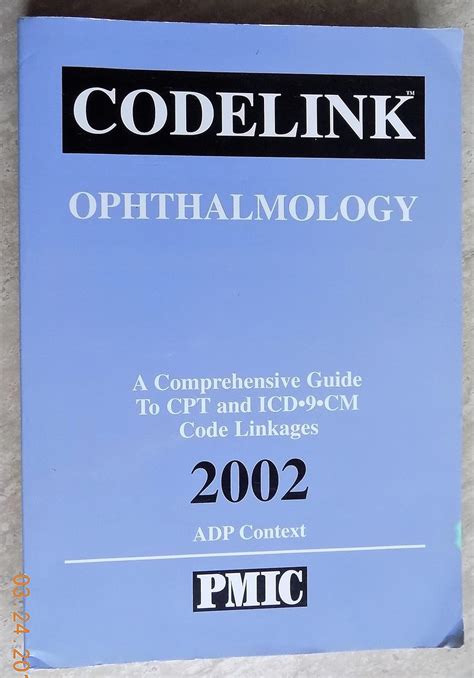 CODELINK™
OPHTHALMOLOGY
A Comprehensive Guide
To CPT and ICD•9•CM
Code Linkages
2002
ADP Context
PMIC
03.24.20